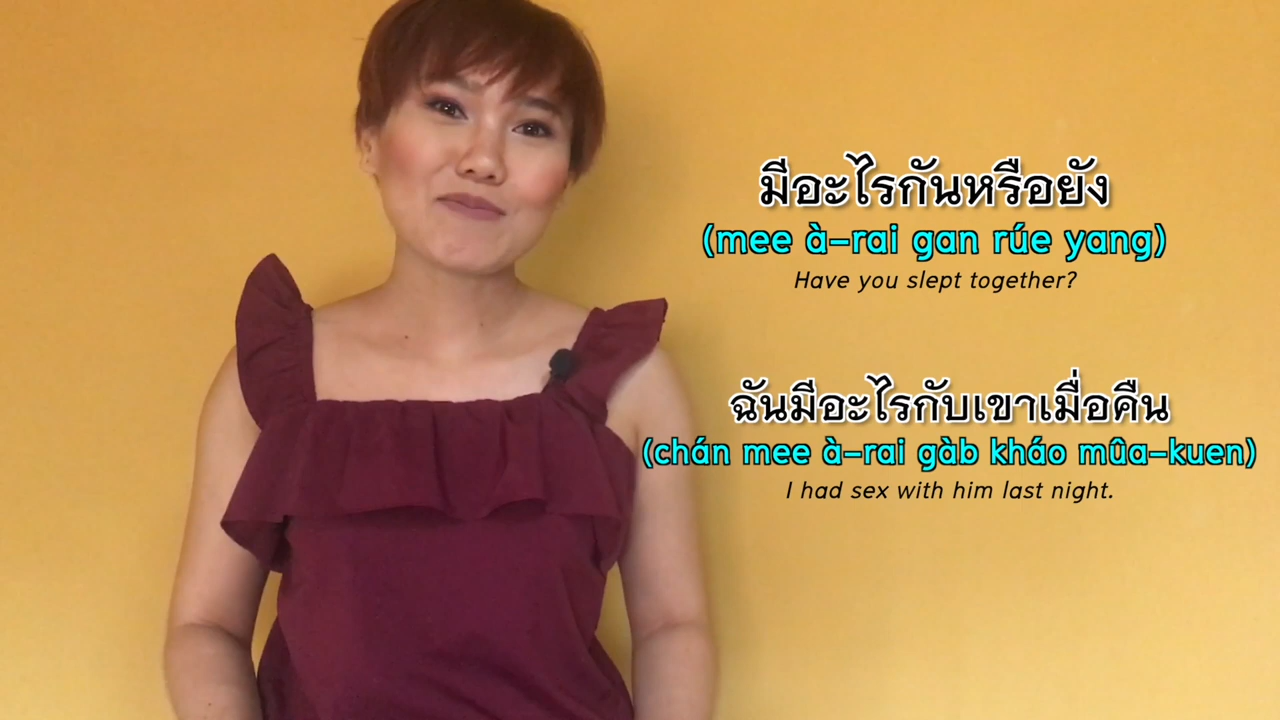 มีอะไรกันหรือยัง
(mee à-rai gan rúe yang)
Have you slept together?
ฉันมีอะไรกับเขาเมื่อคืน
(chán mee à-rai gàb kháo mûa-kuen)
I had sex with him last night.